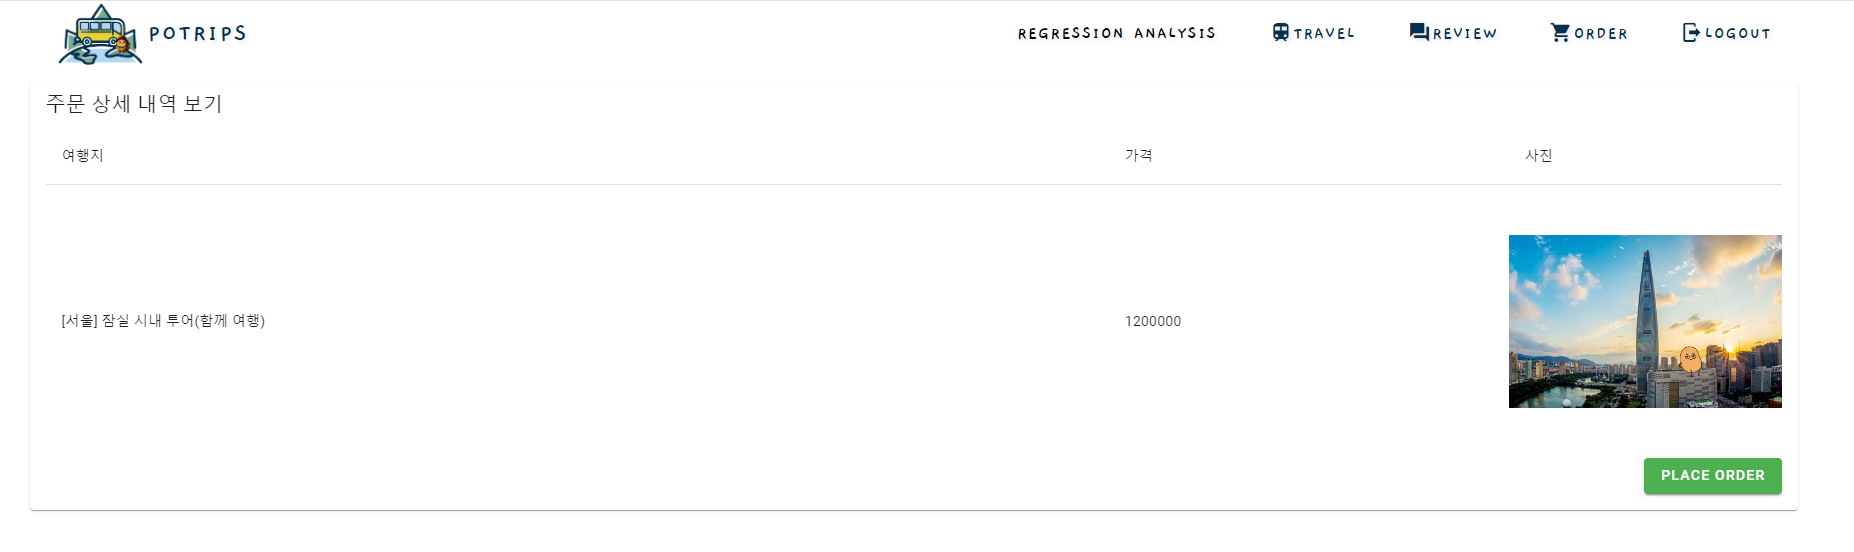 POTRIPS
REGRESSION ANALYSIS TRAVEL REVIEW ORDER LOGOUT
주문 상세 내역 보기
여행지 가격 사진
[서울] 잠실 시내 투어(함께 여행) 1200000
PLACE ORDER